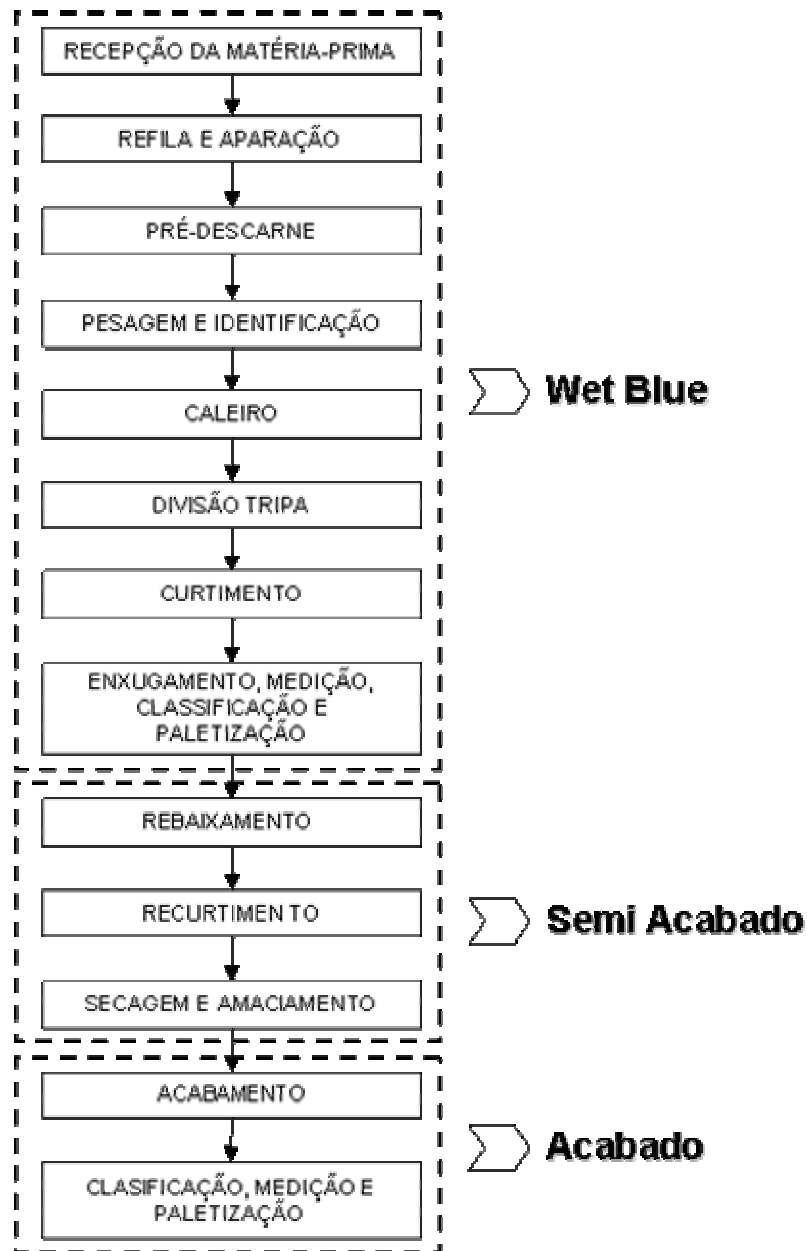 RECEPÇÃO DA MATÉRIA-PRIMA
REFILA E APARAÇÃO
PRÉ-DESCARNE
PESAGEM E IDENTIFICAÇÃO
CALEIRO
DIVISÃO TRIPA
CURTIMENTO
ENXUGAMENTO, MEDIÇÃO,
CLASSIFICAÇÃO E
PALETIZAÇÃO
Wet Blue
REBAIXAMENTO
RECURTIMENTO
SECAGEM E AMACIAMENTO
Semi Acabado
ACABAMENTO
CLASIFICAÇÃO, MEDIÇÃO E
PALETIZAÇÃO
Acabado